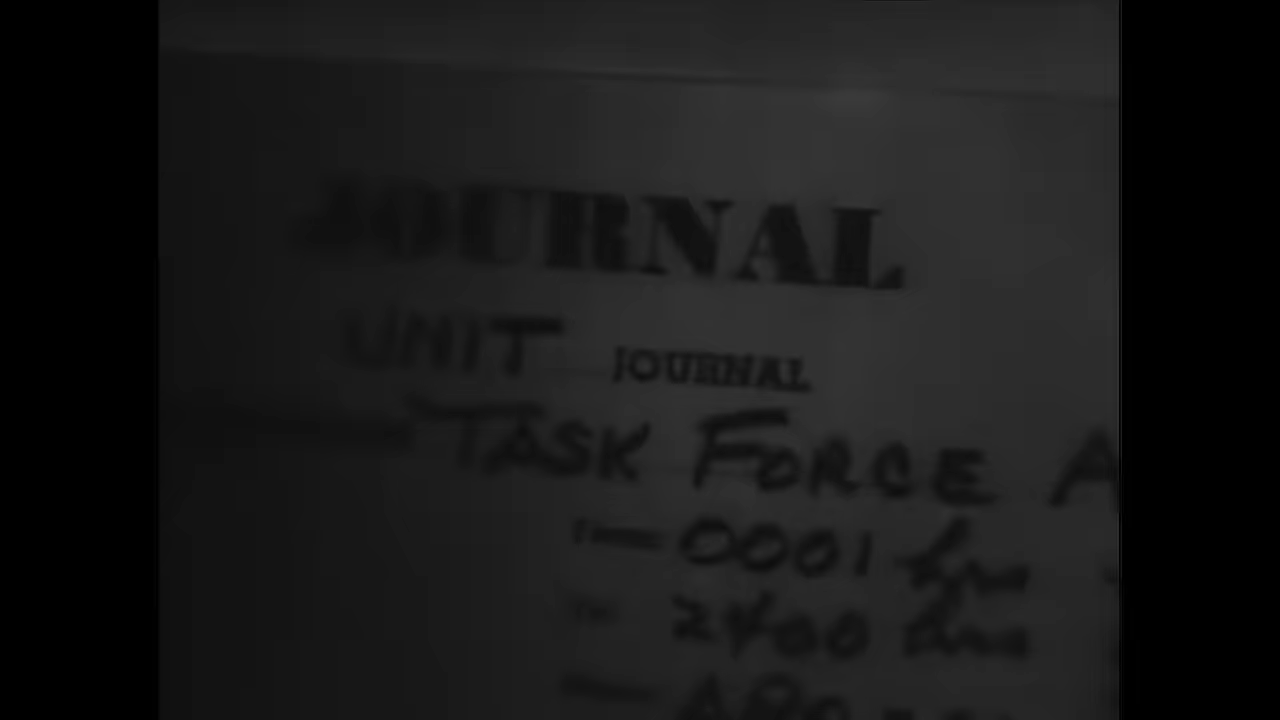 JOURNAL
UNIT JOURNAL
TASK FORCE A
0001 hrs
2400 hrs